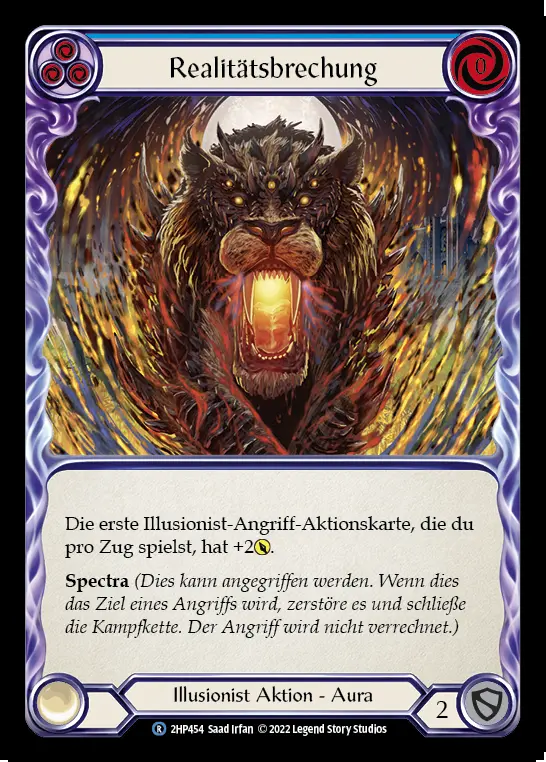 Realitätsbrechung
0
Die erste Illusionist-Angriff-Aktionskarte, die du
pro Zug spielst, hat +2.
Spectra (Dies kann angegriffen werden. Wenn dies
das Ziel eines Angriffs wird, zerstöre es und schließe
die Kampfkette. Der Angriff wird nicht verrechnet.)
Illusionist Aktion - Aura
2
R 2HP454 Saad Irfan © 2022 Legend Story Studios